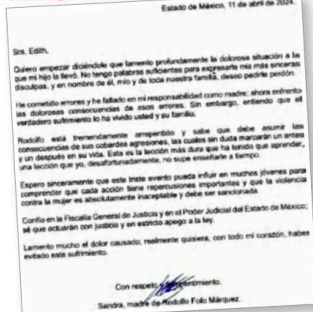 Estado de México, 11 de abril de 2024.
Sra. Edith,
Quiero empezar diciéndole que lamento profundamente la dolorosa situación a la
que mi hijo la llevó. No tengo palabras suficientes para expresarle mis más sinceras
disculpas, y en nombre de él, mío y de toda nuestra familia, deseo pedirle perdón.
He cometido errores y he fallado en mi responsabilidad como madre; ahora enfrento
las dolorosas consecuencias de esos errores. Sin embargo, entiendo que el
verdadero sufrimiento lo ha vivido usted y su familia.
Rodolfo está tremendamente arrepentido y sabe que debe asumir las
consecuencias de sus cobardes agresiones, las cuales sin duda marcarán un antes
y un después en su vida. Esta es la lección más dura que ha tenido que aprender,
una lección que yo, desafortunadamente, no supe enseñarle a tiempo.
Espero sinceramente que este triste evento pueda influir en muchos jóvenes para
comprender que cada acción tiene repercusiones importantes y que la violencia
contra la mujer es absolutamente inaceptable y debe ser sancionada.
Confío en la Fiscalía General de Justicia y en el Poder Judicial del Estado de México;
sé que actuarán con justicia y en estricto apego a la ley.
Lamento mucho el dolor causado; realmente quisiera, con todo mi corazón, haber
evitado este sufrimiento.
Con respeto y
Sandra, madre de Rodolfo Folo Márquez.